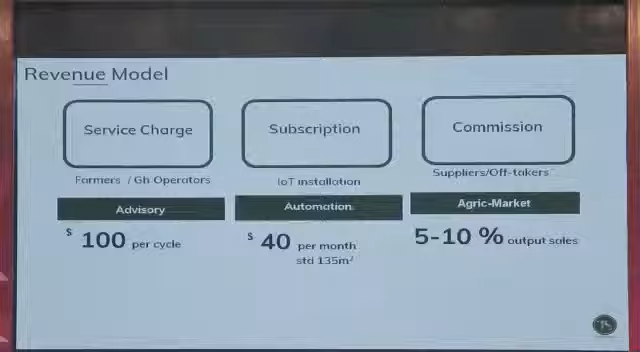 Revenue Model
Service Charge
Farmers / Gh Operators
Advisory
$ 100 per cycle
Subscription
IoT installation
Automation
$ 40 per month
std 135m²
Commission
Suppliers/Off-takers
Agric-Market
5-10 % output sales